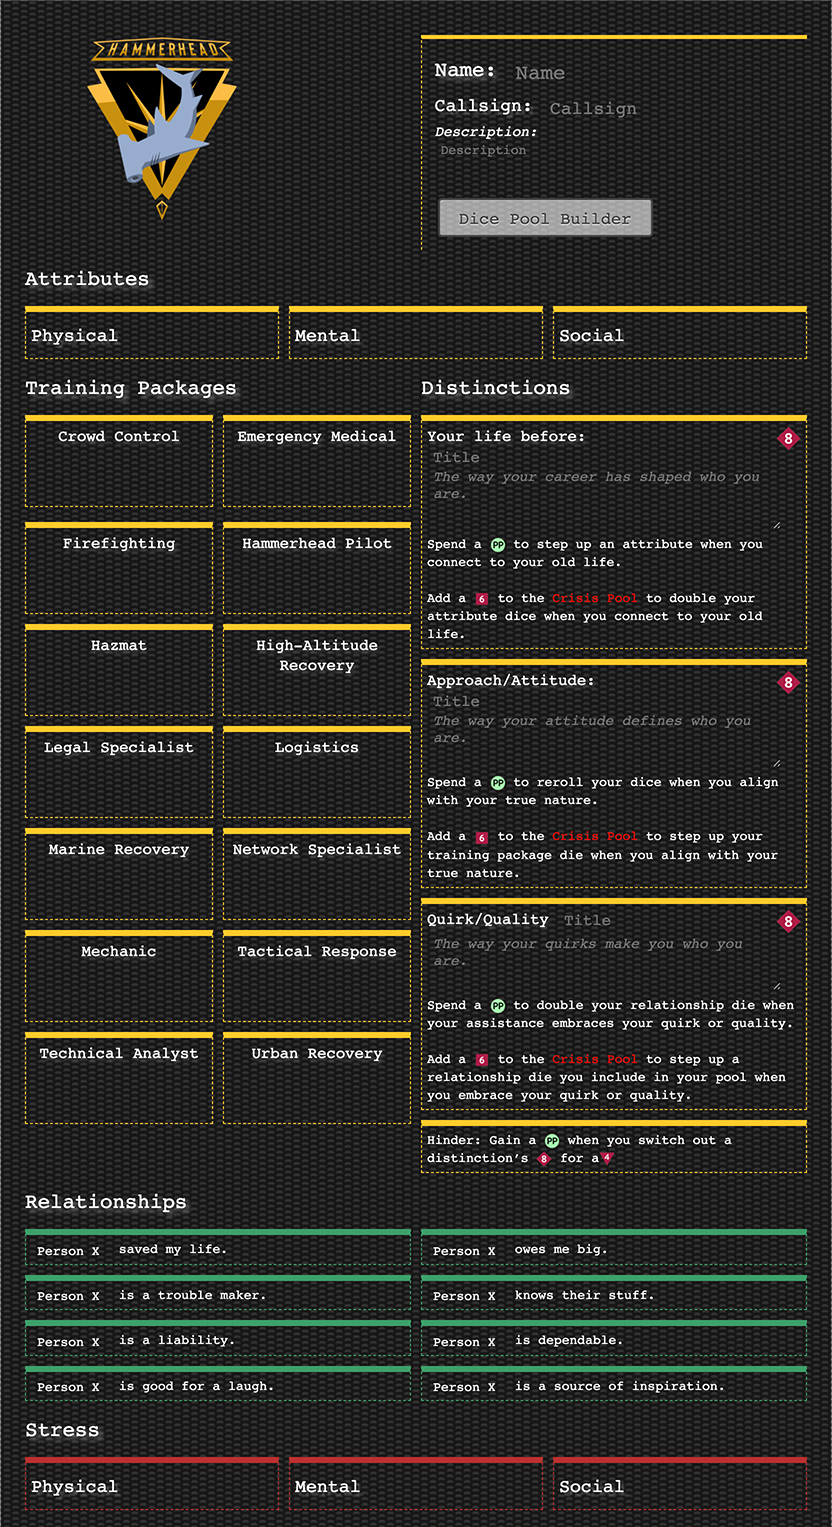 HAMMERHEAD
Name: Name
Callsign: Callsign
Description:
Description
Dice Pool Builder
Attributes
Physical
Mental
Social
Training Packages
Crowd Control
Emergency Medical
Firefighting
Hammerhead Pilot
Hazmat
High-Altitude
Recovery
Legal Specialist
Logistics
Marine Recovery
Network Specialist
Mechanic
Tactical Response
Technical Analyst
Urban Recovery
Distinctions
Your life before: 8
Title
The way your career has shaped who you
are.
Spend a PP to step up an attribute when you
connect to your old life.
Add a 6 to the Crisis Pool to double your
attribute dice when you connect to your old
life.
Approach/Attitude: 8
Title
The way your attitude defines who you
are.
Spend a PP to reroll your dice when you align
with your true nature.
Add a 6 to the Crisis Pool to step up your
training package die when you align with your
true nature.
Quirk/Quality Title 8
The way your quirks make you who you
are.
Spend a PP to double your relationship die when
your assistance embraces your quirk or quality.
Add a 6 to the Crisis Pool to step up a
relationship die you include in your pool when
you embrace your quirk or quality.
Hinder: Gain a PP when you switch out a
distinction's 8 for a 4
Relationships
Person X saved my life.
Person X owes me big.
Person X is a trouble maker.
Person X knows their stuff.
Person X is a liability.
Person X is dependable.
Person X is good for a laugh.
Person X is a source of inspiration.
Stress
Physical
Mental
Social